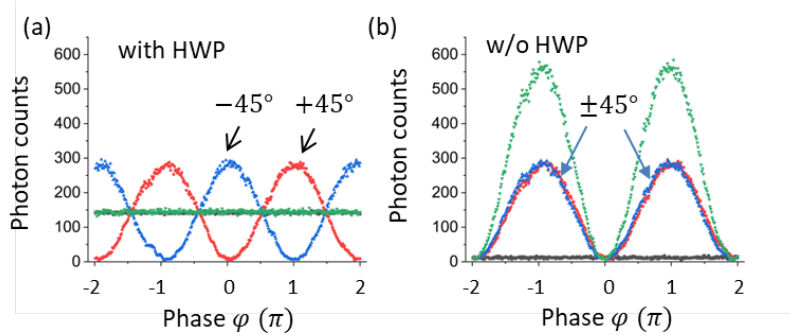 (a)
with HWP
−45° +45°
600
500
400
300
200
100
0
Photon counts
-2 -1 0 1 2
Phase φ (π)
(b)
w/o HWP
±45°
600
500
400
300
200
100
0
Photon counts
-2 -1 0 1 2
Phase φ (π)